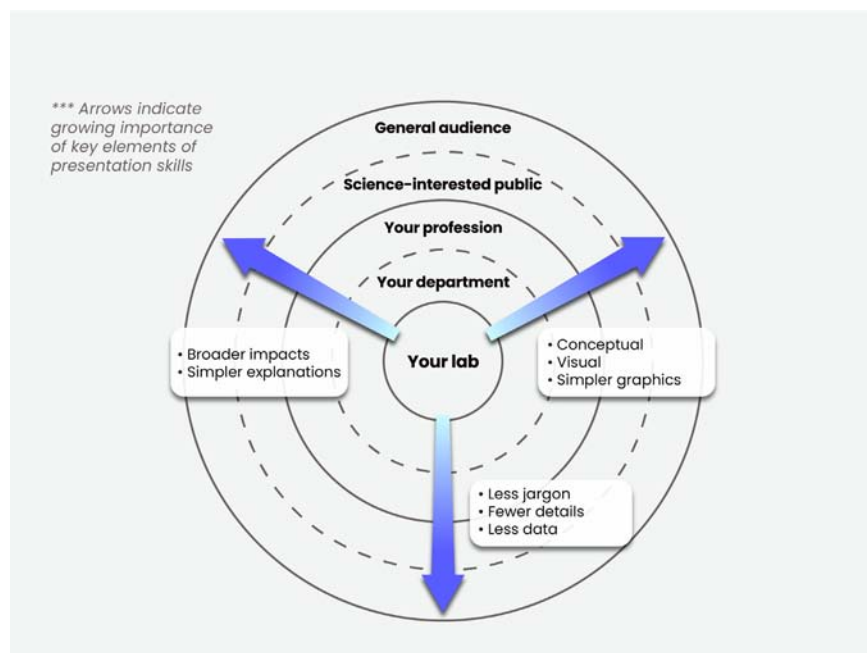 *** Arrows indicate
growing importance
of key elements of
presentation skills
General audience
Science-interested public
Your profession
Your department
Your lab
• Broader impacts
• Simpler explanations
• Conceptual
• Visual
• Simpler graphics
• Less jargon
• Fewer details
• Less data